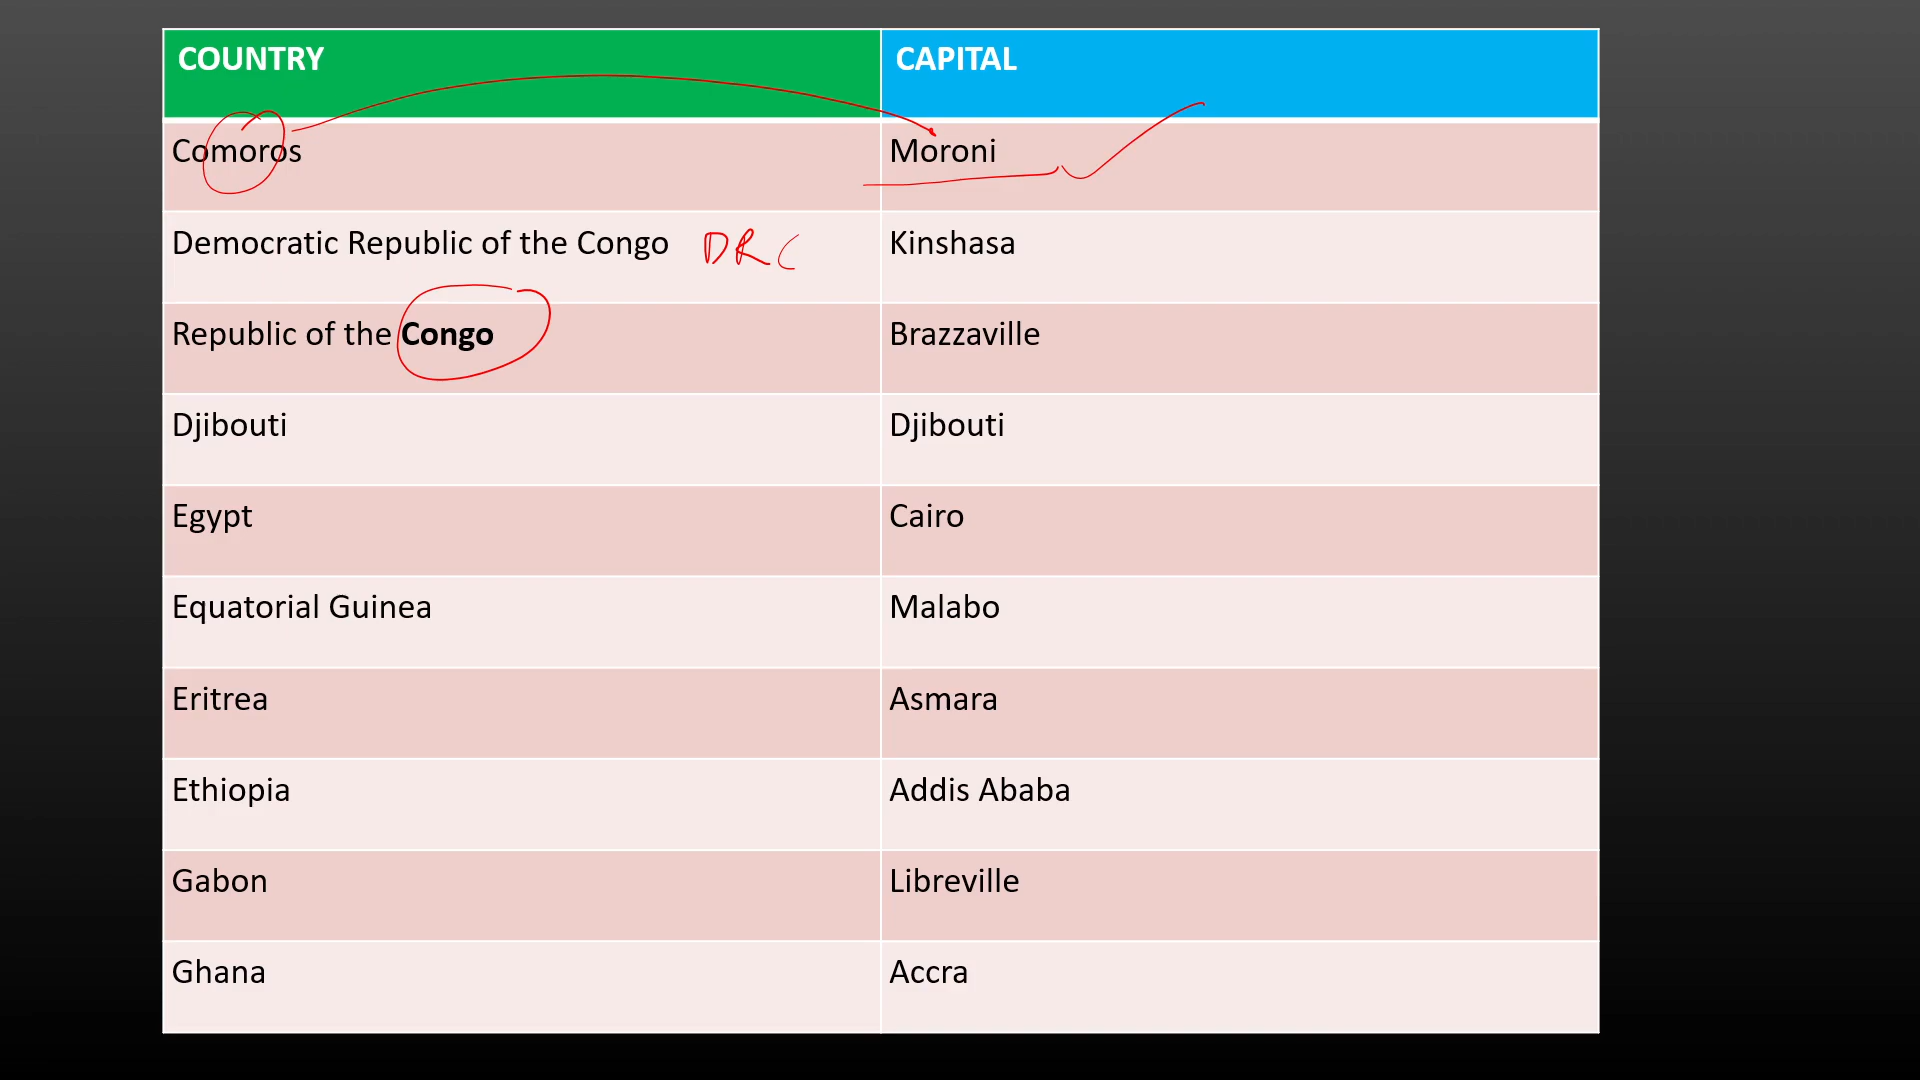 COUNTRY CAPITAL
Comoros Moroni
Democratic Republic of the Congo DRC Kinshasa
Republic of the Congo Brazzaville
Djibouti Djibouti
Egypt Cairo
Equatorial Guinea Malabo
Eritrea Asmara
Ethiopia Addis Ababa
Gabon Libreville
Ghana Accra